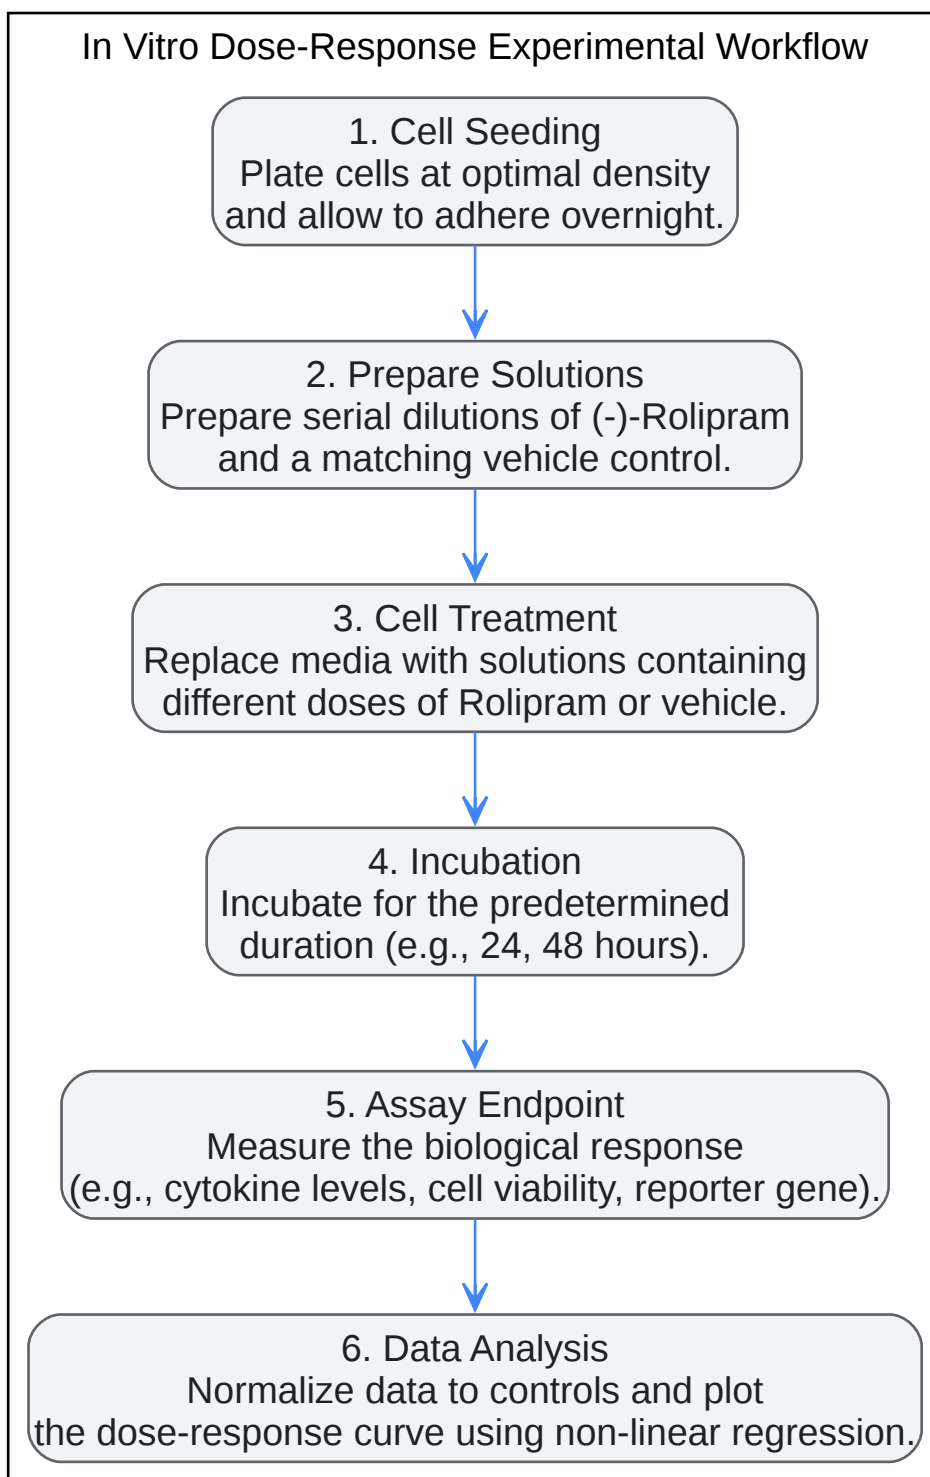 In Vitro Dose-Response Experimental Workflow
1. Cell Seeding
Plate cells at optimal density
and allow to adhere overnight.
2. Prepare Solutions
Prepare serial dilutions of (-)-Rolipram
and a matching vehicle control.
3. Cell Treatment
Replace media with solutions containing
different doses of Rolipram or vehicle.
4. Incubation
Incubate for the predetermined
duration (e.g., 24, 48 hours).
5. Assay Endpoint
Measure the biological response
(e.g., cytokine levels, cell viability, reporter gene).
6. Data Analysis
Normalize data to controls and plot
the dose-response curve using non-linear regression.